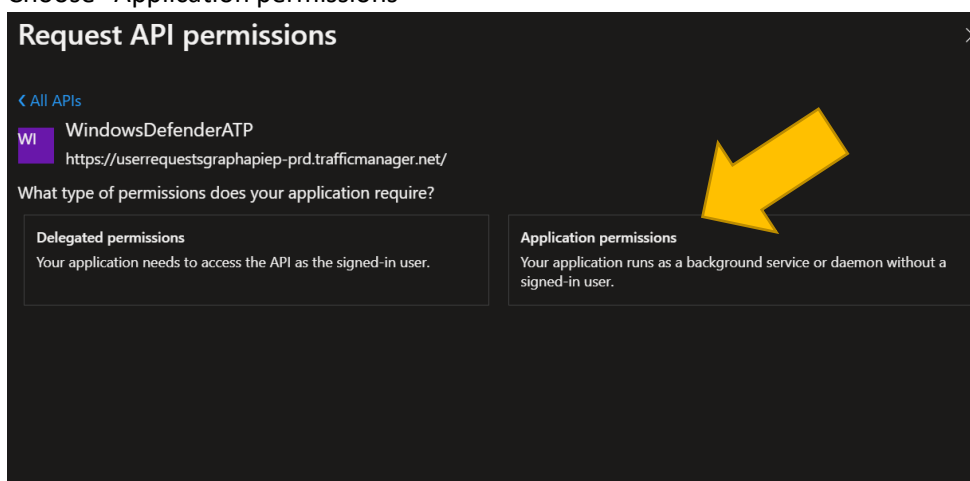 Choose "Application permissions"
Request API permissions
All APIs
WI
WindowsDefenderATP
https://userrequestsgraphapiep-prd.trafficmanager.net/
What type of permissions does your application require?
Delegated permissions
Your application needs to access the API as the signed-in user.
Application permissions
Your application runs as a background service or daemon without a
signed-in user.